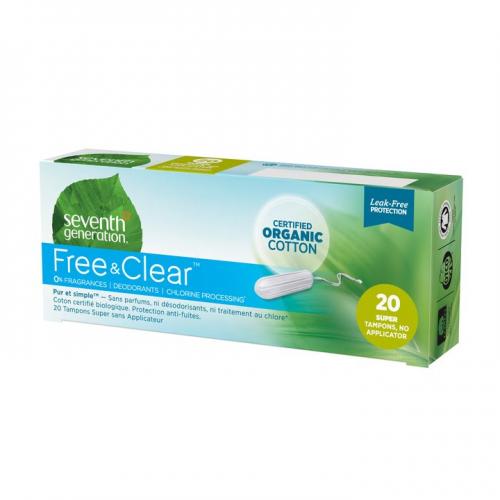 seventh
generation.
Leak-Free
PROTECTION
CERTIFIED
ORGANIC
COTTON
Free&Clear™
0% FRAGRANCES | DEODORANTS | CHLORINE PROCESSING*
Pur et simple™ — Sans parfums, ni désodorisants, ni traitement au chlore*
Coton certifié biologique. Protection anti-fuites.
20 Tampons Super sans Applicateur
20
SUPER
TAMPONS, NO
APPLICATOR